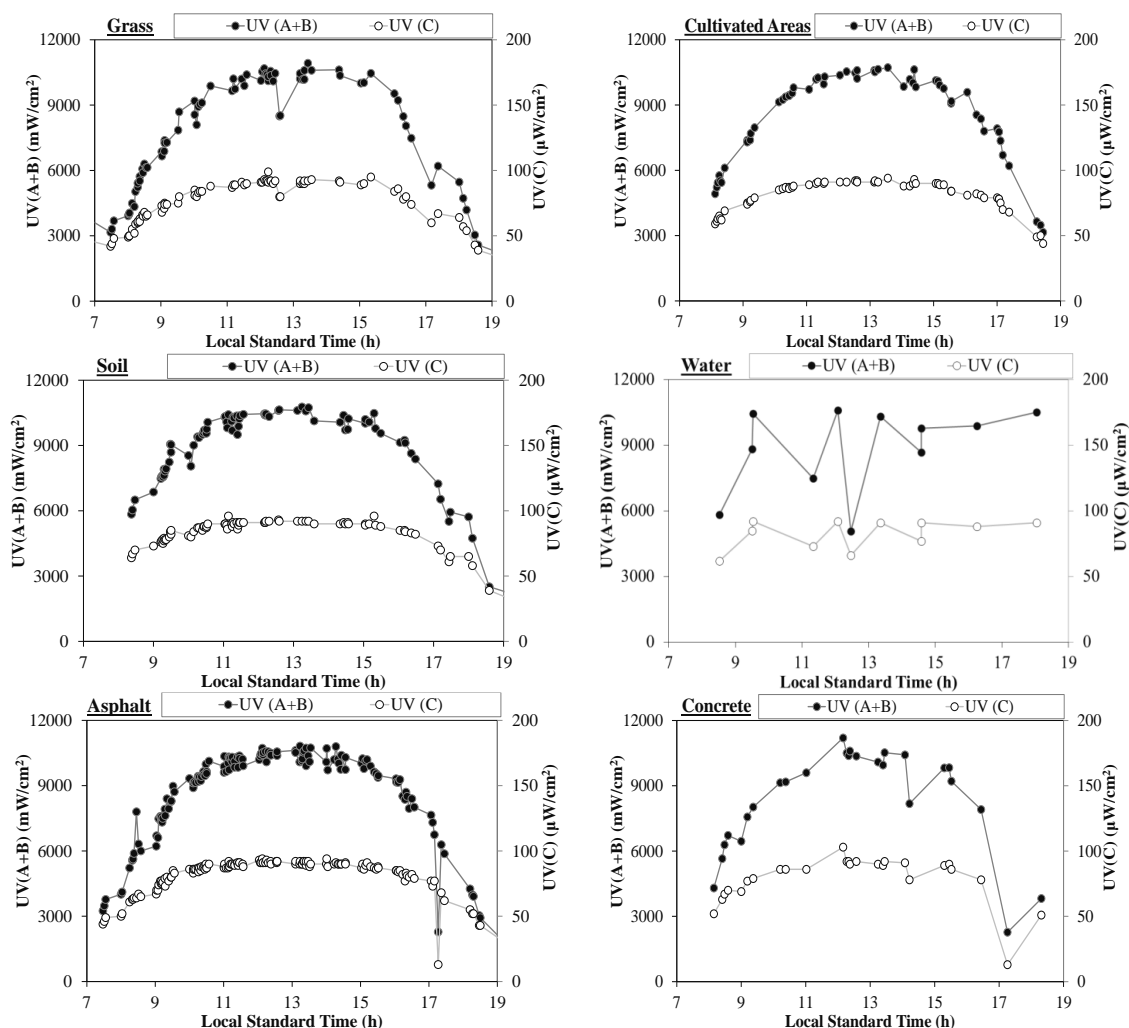 Grass
UV (A+B)
UV (C)
12000
9000
6000
3000
0
200
150
100
50
0
UV(A+B) (mW/cm²)
UV(C) (µW/cm²)
7 9 11 13 15 17 19
Local Standard Time (h)
Cultivated Areas
UV (A+B)
UV (C)
12000
9000
6000
3000
0
200
150
100
50
0
UV(A+B) (mW/cm²)
UV(C) (µW/cm²)
7 9 11 13 15 17 19
Local Standard Time (h)
Soil
UV (A+B)
UV (C)
12000
9000
6000
3000
0
200
150
100
50
0
UV(A+B) (mW/cm²)
UV(C) (µW/cm²)
7 9 11 13 15 17 19
Local Standard Time (h)
Water
UV (A+B)
UV (C)
12000
9000
6000
3000
0
200
150
100
50
0
UV(A+B) (mW/cm²)
UV(C) (µW/cm²)
7 9 11 13 15 17 19
Local Standard Time (h)
Asphalt
UV (A+B)
UV (C)
12000
9000
6000
3000
0
200
150
100
50
0
UV(A+B) (mW/cm²)
UV(C) (µW/cm²)
7 9 11 13 15 17 19
Local Standard Time (h)
Concrete
UV (A+B)
UV (C)
12000
9000
6000
3000
0
200
150
100
50
0
UV(A+B) (mW/cm²)
UV(C) (µW/cm²)
7 9 11 13 15 17 19
Local Standard Time (h)